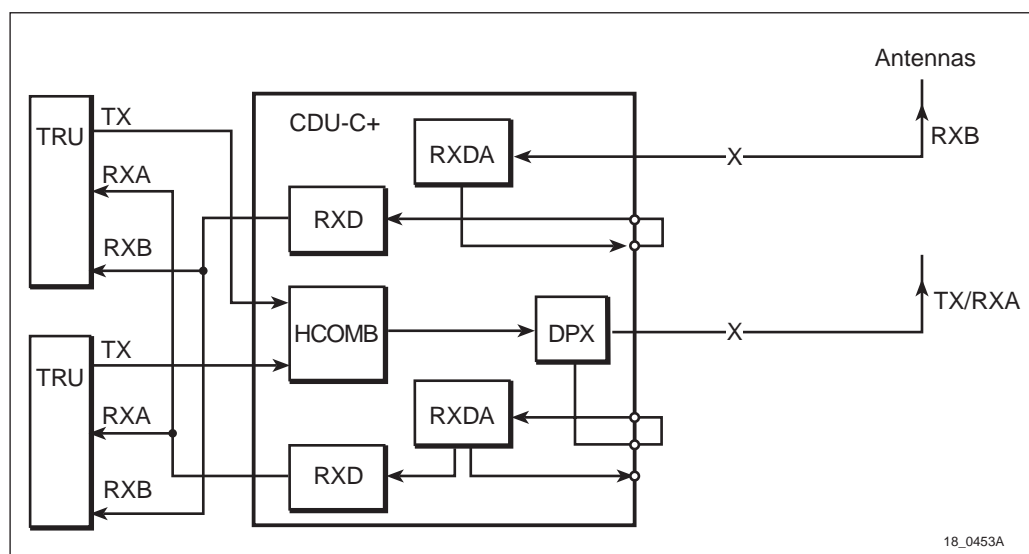 Antennas
TX
CDU-C+
TRU
RXDA
X
RXB
RXA
RXD
RXB
TX/RXA
HCOMB
DPX
X
TX
TRU
RXDA
RXA
RXD
RXB
18_0453A